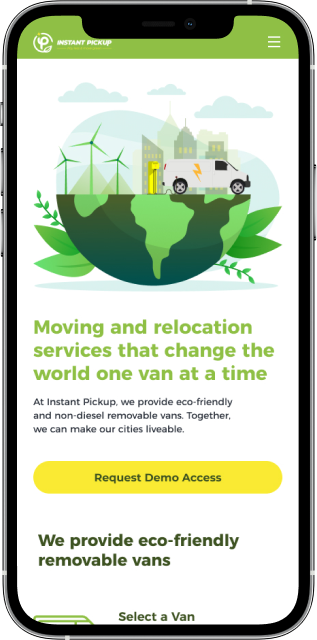 INSTANT PICKUP
Moving and relocation
services that change the
world one van at a time
At Instant Pickup, we provide eco-friendly
and non-diesel removable vans. Together,
we can make our cities liveable.
Request Demo Access
We provide eco-friendly
removable vans
Select a Van